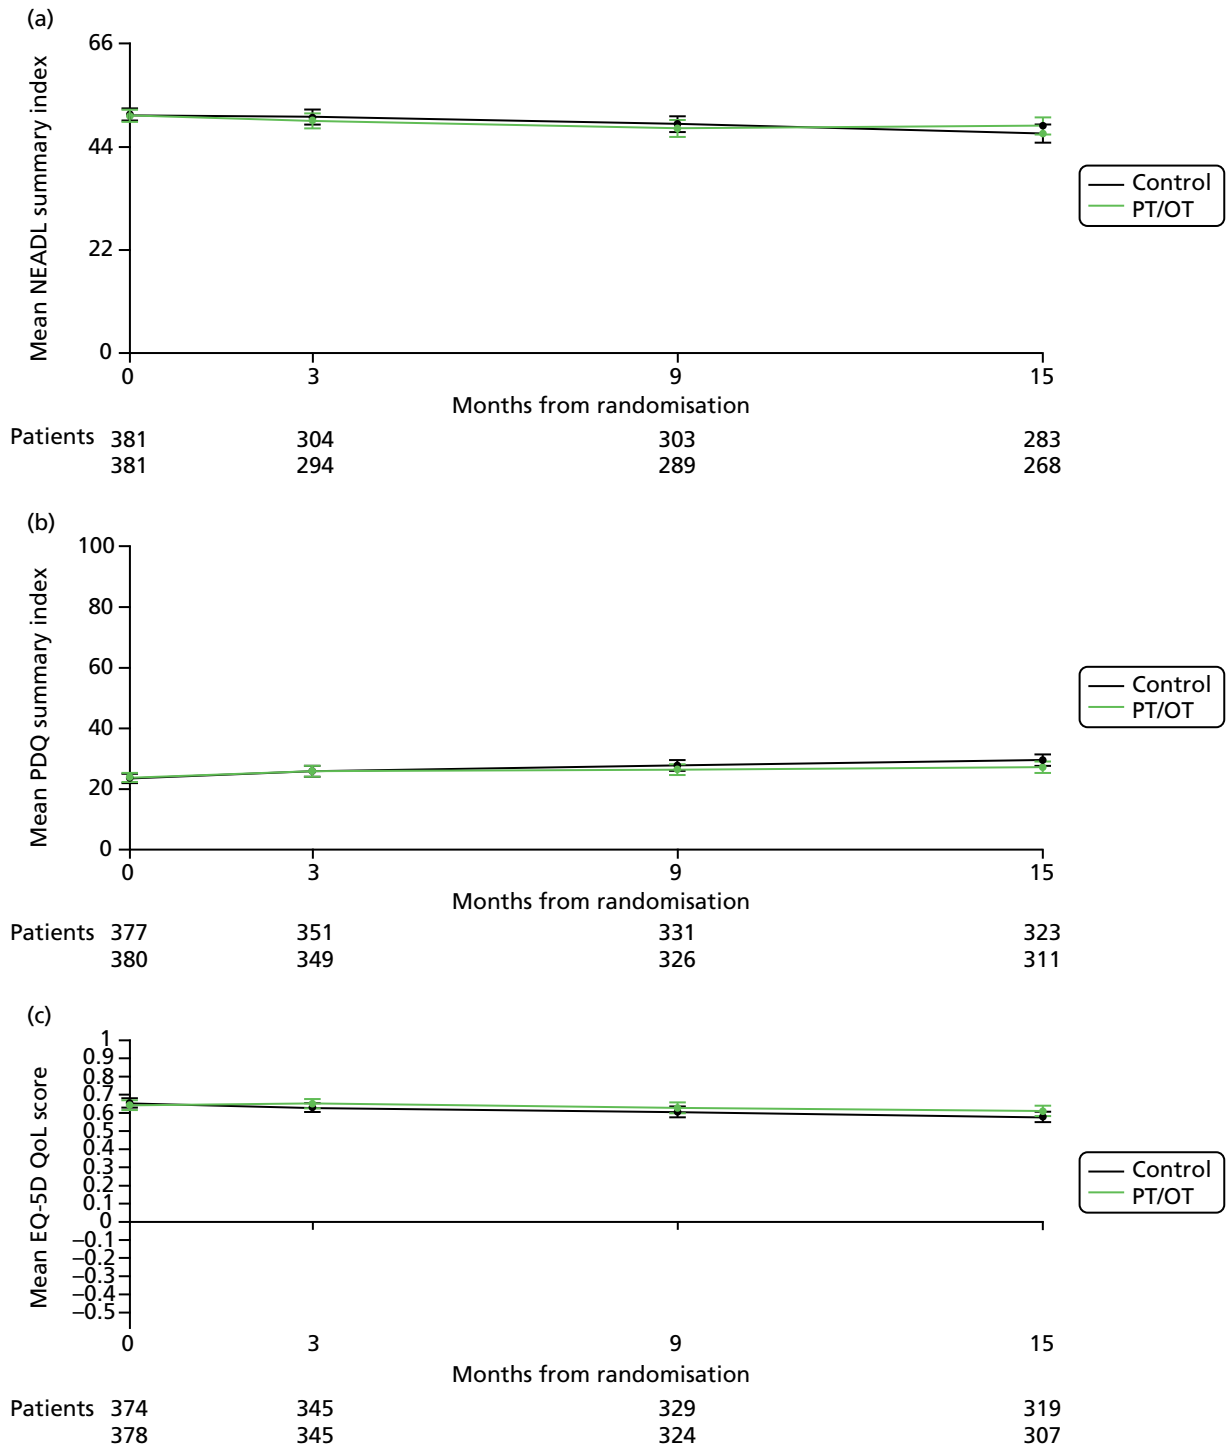 (a)
Mean NEADL summary index
66
44
22
0
0 3 9 15
Months from randomisation
Control
PT/OT
Patients 381 304 303 283
381 294 289 268
(b)
Mean PDQ summary index
100
80
60
40
20
0
0 3 9 15
Months from randomisation
Control
PT/OT
Patients 377 351 331 323
380 349 326 311
(c)
Mean EQ-5D QoL score
1
0.9
0.8
0.7
0.6
0.5
0.4
0.3
0.2
0.1
0
−0.1
−0.2
−0.3
−0.4
−0.5
0 3 9 15
Months from randomisation
Control
PT/OT
Patients 374 345 329 319
378 345 324 307